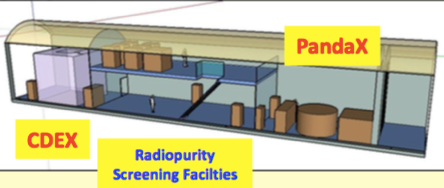 PandaX
CDEX
Radiopurity
Screening Facilties